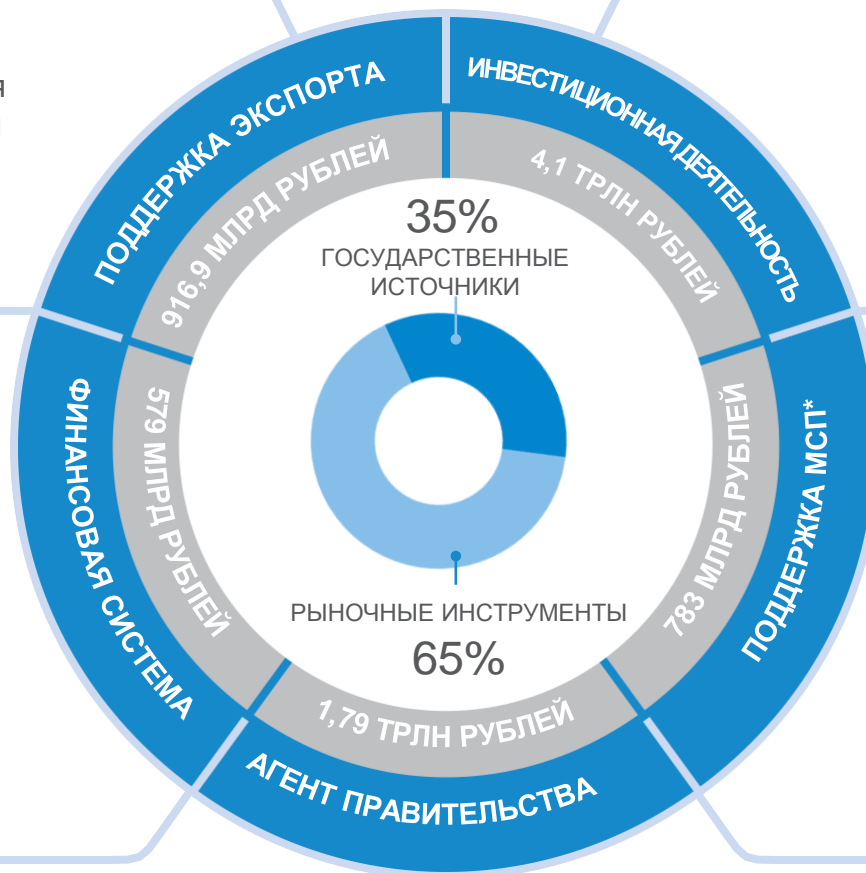 Я
ПОДДЕРЖКА ЭКСПОРТА
916,9 МЛРД РУБЛЕЙ
ИНВЕСТИЦИОННАЯ ДЕЯТЕЛЬНОСТЬ
4,1 ТРЛН РУБЛЕЙ
35%
ГОСУДАРСТВЕННЫЕ
ИСТОЧНИКИ
ФИНАНСОВАЯ СИСТЕМА
579 МЛРД РУБЛЕЙ
ПОДДЕРЖКА МСП*
783 МЛРД РУБЛЕЙ
РЫНОЧНЫЕ ИНСТРУМЕНТЫ
65%
1,79 ТРЛН РУБЛЕЙ
АГЕНТ ПРАВИТЕЛЬСТВА